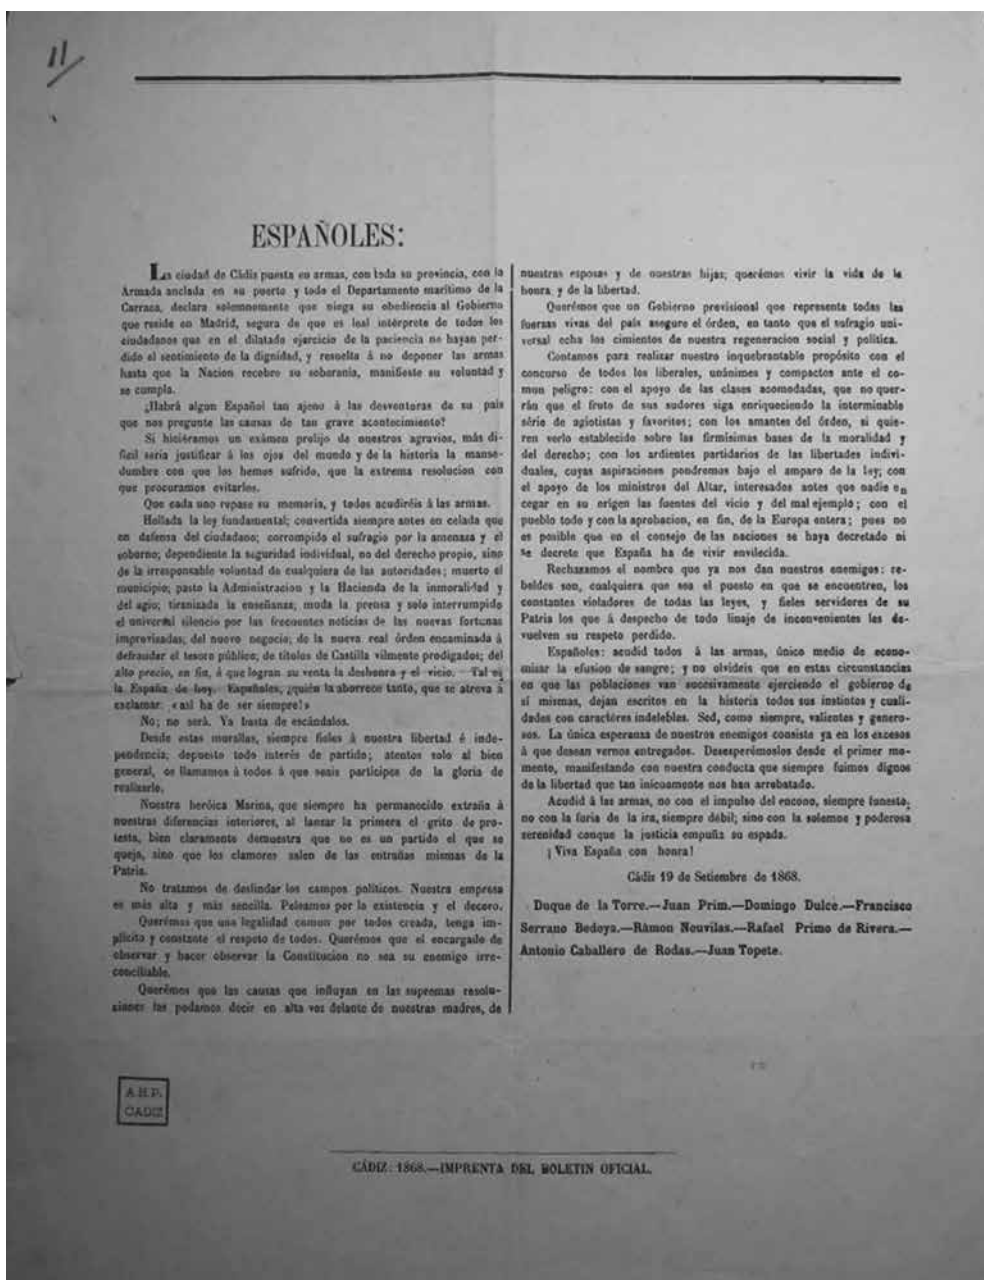 11/
ESPAÑOLES:
La ciudad de Cádiz puesta en armas, con toda su provincia, con la
Armada anclada en su puerto y todo el Departamento marítimo de la
Carraca, declara solemnemente que niega su obediencia al Gobierno
que reside en Madrid, segura de que es leal intérprete de todos los
ciudadanos que en el dilatado ejercicio de la paciencia no hayan per-
dido el sentimiento de la dignidad, y resuelta á no deponer las armas
hasta que la Nacion recobre su soberanía, manifieste su voluntad y
se cumpla.
¿Habrá algun Español tan ajeno á las desventuras de su pais
que nos pregunte las causas de tan grave acontecimiento?
Si hiciéramos un exámen prolijo de nuestros agravios, más di-
ficil seria justificar á los ojos del mundo y de la historia la manse-
dumbre con que los hemos sufrido, que la extrema resolucion con
que procuramos evitarlos.
Que cada uno repase su memoria, y todos acudiréis á las armas.
Hollada la ley fundamental; convertida siempre antes en celada que
en defensa del ciudadano; corrompido el sufragio por la amenaza y el
soborno; dependiente la seguridad individual, no del derecho propio, sino
de la irresponsable voluntad de cualquiera de las autoridades; muerto el
municipio; pasto la Administracion y la Hacienda de la inmoralidad y
del agio; tiranizada la enseñanza; muda la prensa y solo interrumpido
el universal silencio por las frecuentes noticias de las nuevas fortunas
improvisadas; del nuevo negocio; de la nueva real órden encaminada á
defraudar el tesoro público; de títulos de Castilla vilmente prodigados; del
alto precio, en fin, á que logran su venta la deshonra y el vicio. Tal es
la España de hoy. Españoles, ¿quién la aborrece tanto, que se atreva á
exclamar: «así ha de ser siempre!»
No; no será. Ya basta de escándalos.
Desde estas murallas, siempre fieles á nuestra libertad é inde-
pendencia; depuesto todo interés de partido; atentos solo al bien
general, os llamamos á todos á que seais partícipes de la gloria de
realizarlo.
Nuestra heróica Marina, que siempre ha permanecido extraña á
nuestras diferencias interiores, al lanzar la primera el grito de pro-
testa, bien claramente demuestra que no es un partido el que se
queja, sino que los clamores salen de las entrañas mismas de la
Patria.
No tratamos de deslindar los campos políticos. Nuestra empresa
es más alta y más sencilla. Peleamos por la existencia y el decoro.
Querémos que una legalidad comun por todos creada, tenga im-
plícito y constante el respeto de todos. Querémos que el encargado de
observar y hacer observar la Constitucion no sea su enemigo irre-
conciliable.
Querémos que las causas que influyan en las supremas resolu-
ciones las podamos decir en alta voz delante de nuestras madres, de
nuestras esposas y de nuestras hijas; querémos vivir la vida de la
honra y de la libertad.
Querémos que un Gobierno provisional que represente todas las
fuerzas vivas del pais asegure el órden, en tanto que el sufragio uni-
versal echa los cimientos de nuestra regeneracion social y política.
Contamos para realizar nuestro inquebrantable propósito con el
concurso de todos los liberales, unánimes y compactos ante el co-
mun peligro: con el apoyo de las clases acomodadas, que no quer-
rán que el fruto de sus sudores siga enriqueciendo la interminable
série de agiotistas y favoritos; con los amantes del órden, si quie-
ren verlo establecido sobre las firmísimas bases de la moralidad y
del derecho; con los ardientes partidarios de las libertades indivi-
duales, cuyas aspiraciones pondremos bajo el amparo de la ley; con
el apoyo de los ministros del Altar, interesados antes que nadie en
cegar en su origen las fuentes del vicio y del mal ejemplo; con el
pueblo todo y con la aprobacion, en fin, de la Europa entera; pues no
es posible que en el consejo de las naciones se haya decretado ni
se decrete que España ha de vivir envilecida.
Rechazamos el nombre que ya nos dan nuestros enemigos: re-
beldes son, cualquiera que sea el puesto en que se encuentren, los
constantes violadores de todas las leyes, y fieles servidores de su
Patria los que á despecho de todo linaje de inconvenientes las de-
vuelven su respeto perdido.
Españoles: acudid todos á las armas, único medio de econo-
mizar la efusion de sangre; y no olvideis que en estas circunstancias
en que las poblaciones van sucesivamente ejerciendo el gobierno de
sí mismas, dejan escritos en la historia todos sus instintos y cuali-
dades con caractéres indelebles. Sed, como siempre, valientes y genero-
sos. La única esperanza de nuestros enemigos consiste ya en los excesos
á que desean vernos entregados. Desesperémoslos desde el primer mo-
mento, manifestando con nuestra conducta que siempre fuimos dignos
de la libertad que tan inicuamente nos han arrebatado.
Acudid á las armas, no con el impulso del encono, siempre funesto;
no con la furia de la ira, siempre débil; sino con la solemne y poderosa
serenidad conque la justicia empuña su espada.
¡Viva España con honra!
Cádiz 19 de Setiembre de 1868.
Duque de la Torre.—Juan Prim.—Domingo Dulce.—Francisco
Serrano Bedoya.—Ramon Nouvilas.—Rafael Primo de Rivera.—
Antonio Caballero de Rodas.—Juan Topete.
A.H.P.
CADIZ
CÁDIZ: 1868.—IMPRENTA DEL BOLETIN OFICIAL.